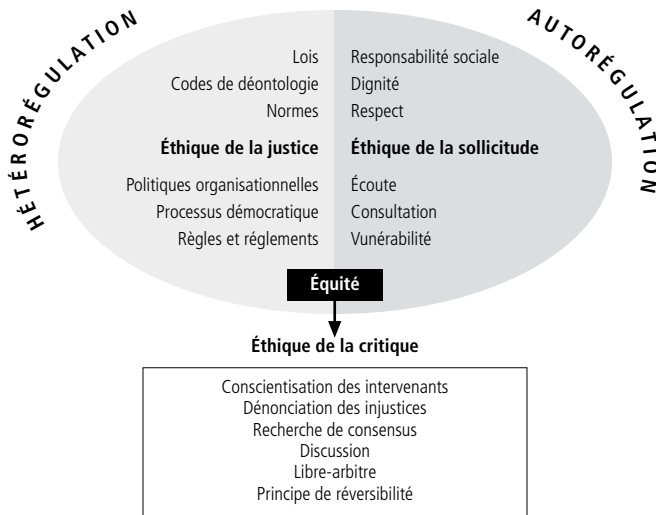 HÉTÉRORÉGULATION
AUTORÉGULATION
Lois
Codes de déontologie
Normes
Éthique de la justice
Politiques organisationnelles
Processus démocratique
Règles et réglements
Responsabilité sociale
Dignité
Respect
Éthique de la sollicitude
Écoute
Consultation
Vunérabilité
Équité
Éthique de la critique
Conscientisation des intervenants
Dénonciation des injustices
Recherche de consensus
Discussion
Libre-arbitre
Principe de réversibilité